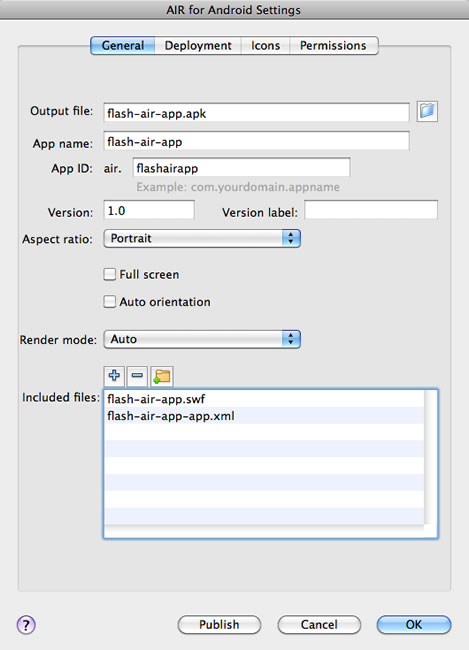 AIR for Android Settings
General Deployment Icons Permissions
Output file: flash-air-app.apk
App name: flash-air-app
App ID: air. flashairapp
Example: com.yourdomain.appname
Version: 1.0 Version label:
Aspect ratio: Portrait
Full screen
Auto orientation
Render mode: Auto
Included files:
flash-air-app.swf
flash-air-app-app.xml
? Publish Cancel OK